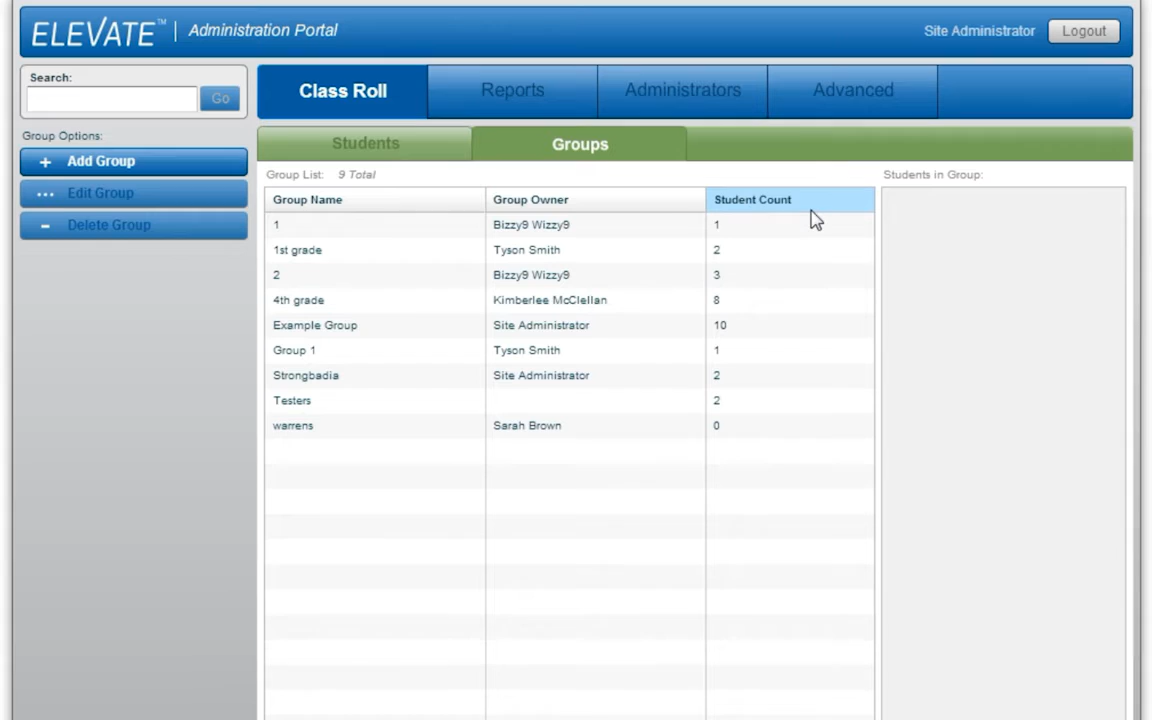 ELEVATE™ | Administration Portal
Site Administrator Logout
Search:
Go
Class Roll Reports Administrators Advanced
Group Options:
+ Add Group
... Edit Group
- Delete Group
Students Groups
Group List: 9 Total
Students in Group:
Group Name Group Owner Student Count
1 Bizzy9 Wizzy9 1
1st grade Tyson Smith 2
2 Bizzy9 Wizzy9 3
4th grade Kimberlee McClellan 8
Example Group Site Administrator 10
Group 1 Tyson Smith 1
Strongbadia Site Administrator 2
Testers 2
warrens Sarah Brown 0